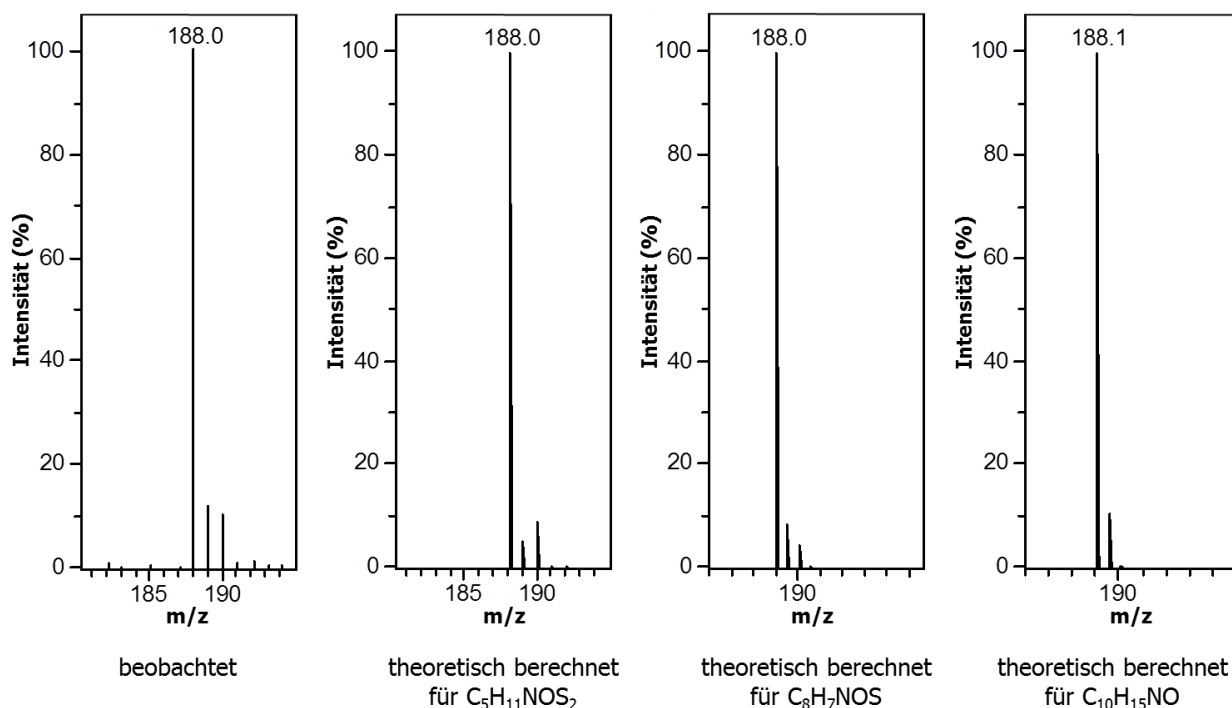 188.0
100
80
60
40
20
0
185
190
Intensität (%)
m/z
beobachtet
188.0
100
80
60
40
20
0
185
190
Intensität (%)
m/z
theoretisch berechnet
für C₅H₁₁NOS₂
188.0
100
80
60
40
20
0
190
Intensität (%)
m/z
theoretisch berechnet
für C₈H₇NOS
188.1
100
80
60
40
20
0
190
Intensität (%)
m/z
theoretisch berechnet
für C₁₀H₁₅NO